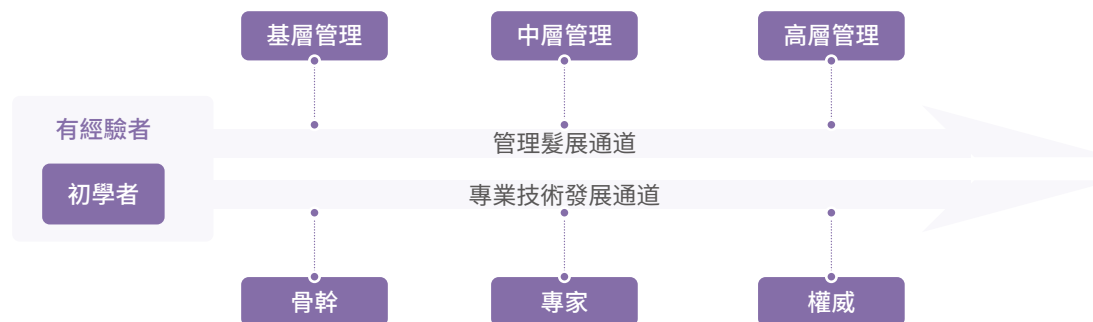 基層管理
中層管理
高層管理
有經驗者
管理髮展通道
初學者
專業技術發展通道
骨幹
專家
權威